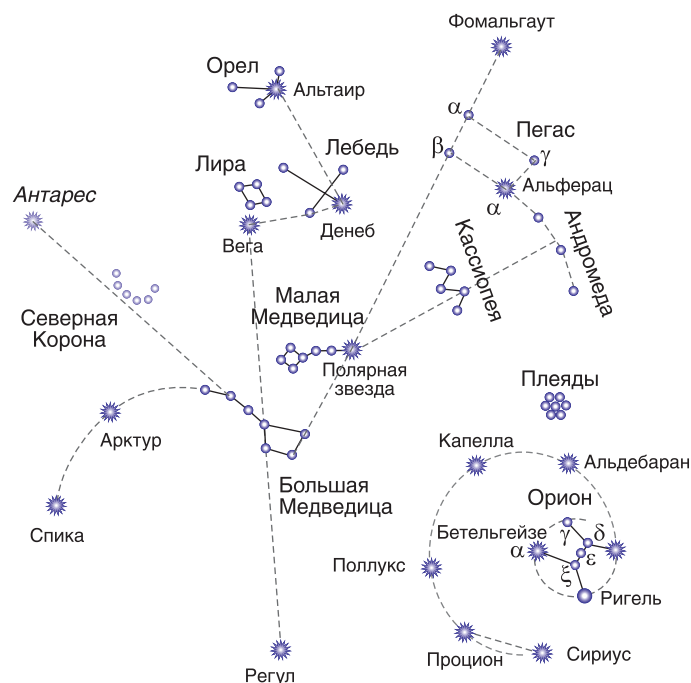 Фомальгаут
Орел
Альтаир
α
Пегас
Лебедь
β
γ
Лира
Альферац
Антарес
α
Денеб
Вега
Кассиопея
Андромеда
Малая
Медведица
Северная
Корона
Полярная
звезда
Плеяды
Арктур
Капелла
Альдебаран
Большая
Медведица
Орион
Спика
Бетельгейзе
γ
δ
α
ε
Поллукс
ξ
Ригель
Процион
Сириус
Регул